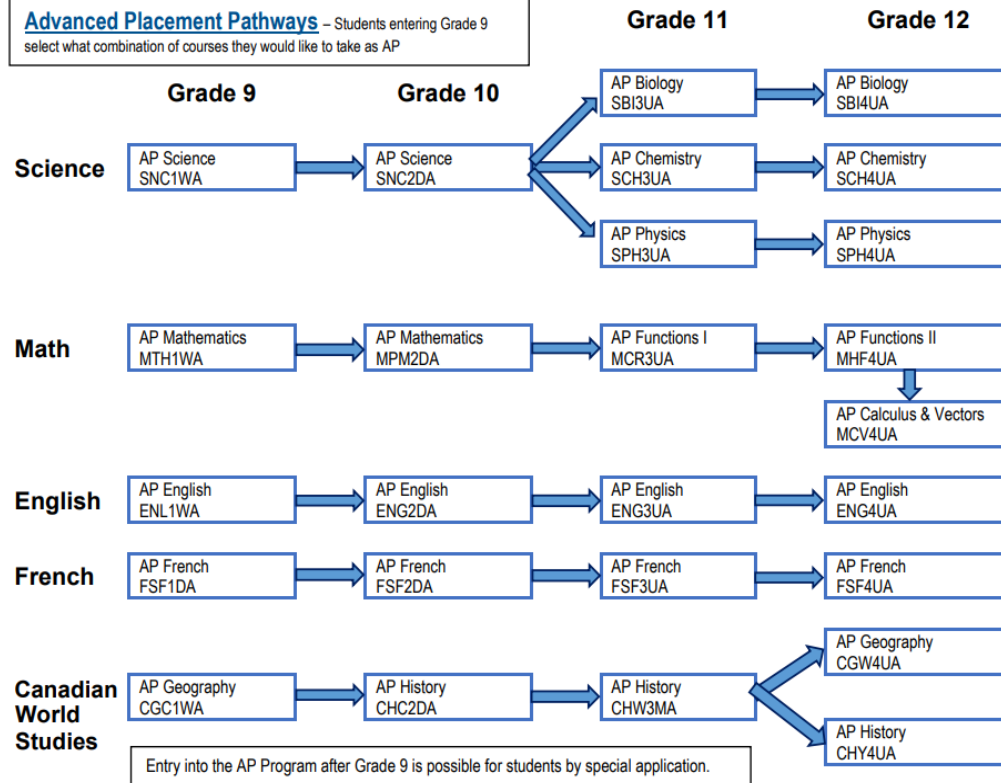 Advanced Placement Pathways – Students entering Grade 9
select what combination of courses they would like to take as AP
Grade 9
Grade 10
Grade 11
Grade 12
Science
AP Science
SNC1WA
AP Science
SNC2DA
AP Biology
SBI3UA
AP Biology
SBI4UA
AP Chemistry
SCH3UA
AP Chemistry
SCH4UA
AP Physics
SPH3UA
AP Physics
SPH4UA
Math
AP Mathematics
MTH1WA
AP Mathematics
MPM2DA
AP Functions I
MCR3UA
AP Functions II
MHF4UA
AP Calculus & Vectors
MCV4UA
English
AP English
ENL1WA
AP English
ENG2DA
AP English
ENG3UA
AP English
ENG4UA
French
AP French
FSF1DA
AP French
FSF2DA
AP French
FSF3UA
AP French
FSF4UA
Canadian
World
Studies
AP Geography
CGC1WA
AP History
CHC2DA
AP History
CHW3MA
AP Geography
CGW4UA
AP History
CHY4UA
Entry into the AP Program after Grade 9 is possible for students by special application.